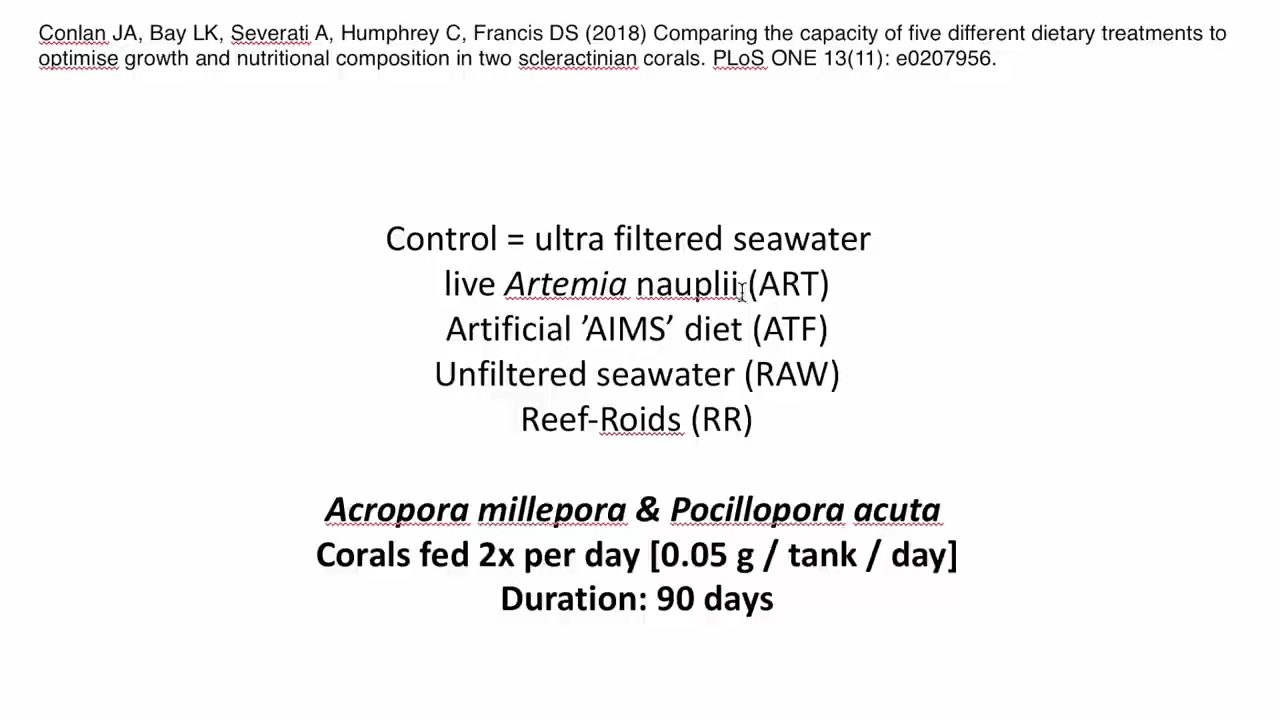 Conlan JA, Bay LK, Severati A, Humphrey C, Francis DS (2018) Comparing the capacity of five different dietary treatments to
optimise growth and nutritional composition in two scleractinian corals. PLoS ONE 13(11): e0207956.
Control = ultra filtered seawater
live Artemia nauplii (ART)
Artificial ’AIMS’ diet (ATF)
Unfiltered seawater (RAW)
Reef-Roids (RR)
Acropora millepora & Pocillopora acuta
Corals fed 2x per day [0.05 g / tank / day]
Duration: 90 days